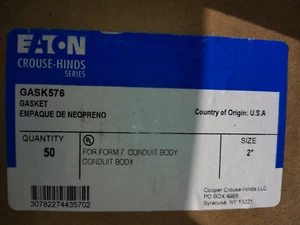 EATON
CROUSE-HINDS
SERIES
GASK576
GASKET
EMPAQUE DE NEOPRENO
Country of Origin: U.S.A
QUANTITY
50
UL
FOR FORM 7 CONDUIT BODY
CONDUIT BODY
SIZE
2"
30782274435702
Cooper Crouse-Hinds LLC
PO BOX 4999,
Syracuse, NY 13221